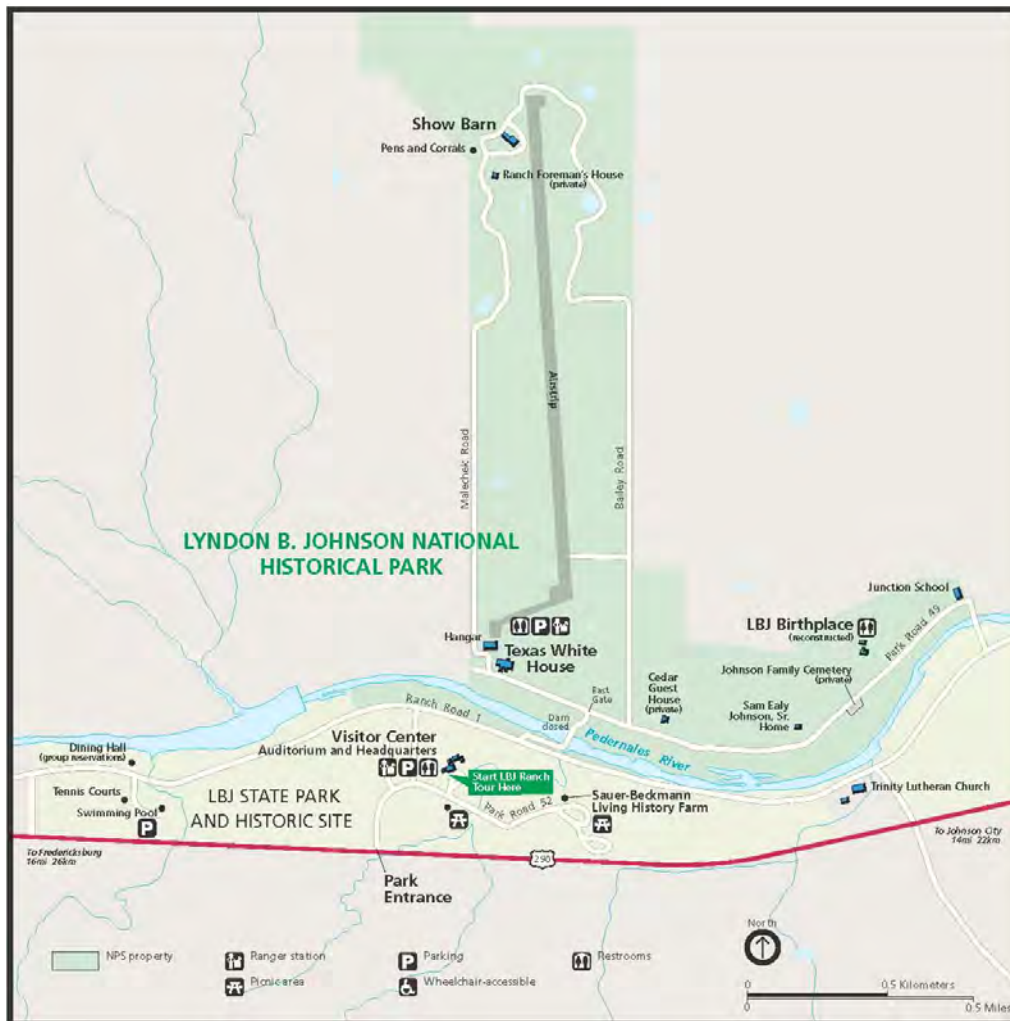 Show Barn
Pens and Corrals
Ranch Foreman's House
(private)
Airstrip
Malechek Road
Bailey Road
LYNDON B. JOHNSON NATIONAL
HISTORICAL PARK
Junction School
LBJ Birthplace
(reconstructed)
Park Road 49
Hangar
Texas White
House
Johnson Family Cemetery
(private)
Cedar
Guest
House
(private)
East
Gate
Sam Ealy
Johnson, Sr.
Home
Ranch Road 1
Dam
closed
Pedernales River
Visitor Center
Auditorium and Headquarters
P
P
Dining Hall
(group reservations)
Start LBJ Ranch
Tour Here
Trinity Lutheran Church
Tennis Courts
LBJ STATE PARK
AND HISTORIC SITE
Swimming Pool
P
Park Road 52
Sauer-Beckmann
Living History Farm
To Johnson City
14mi 22km
To Fredericksburg
16mi 26km
290
Park
Entrance
North
NPS property
Ranger station
P
Parking
Restrooms
Picnic area
Wheelchair-accessible
0
0.5 Kilometers
0
0.5 Miles